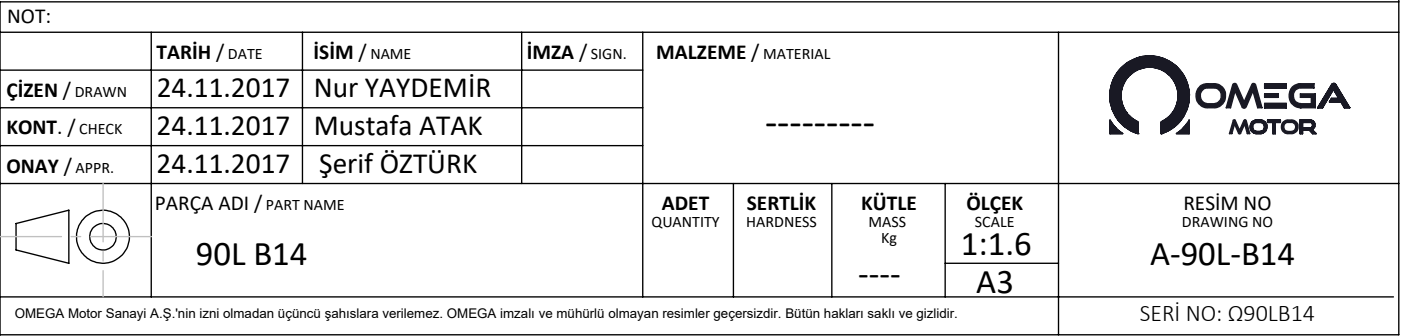 NOT:
TARİH / DATE İSİM / NAME İMZA / SIGN. MALZEME / MATERIAL
ÇİZEN / DRAWN 24.11.2017 Nur YAYDEMİR
KONT. / CHECK 24.11.2017 Mustafa ATAK ---------
ONAY / APPR. 24.11.2017 Şerif ÖZTÜRK
OMEGA
MOTOR
PARÇA ADI / PART NAME
90L B14
ADET
QUANTITY
SERTLİK
HARDNESS
KÜTLE
MASS
Kg
----
ÖLÇEK
SCALE
1:1.6
A3
RESİM NO
DRAWING NO
A-90L-B14
OMEGA Motor Sanayi A.Ş.'nin izni olmadan üçüncü şahıslara verilemez. OMEGA imzalı ve mühürlü olmayan resimler geçersizdir. Bütün hakları saklı ve gizlidir.
SERİ NO: Ω90LB14